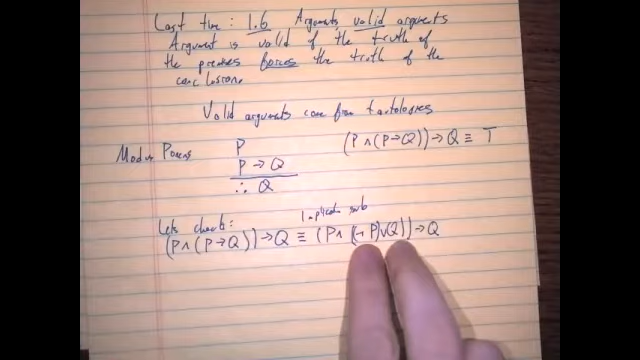 Last time: 1.6 Arguments valid arguments
Argument is valid if the truth of
the premises forces the truth of the
conclusion.
Valid arguments come from tautologies
Modus Ponens P (P∧(P→Q))→Q ≡ T
P→Q
∴ Q
Lets check: Implication sub
(P∧(P→Q))→Q ≡ (P∧((¬P)∨Q))→Q